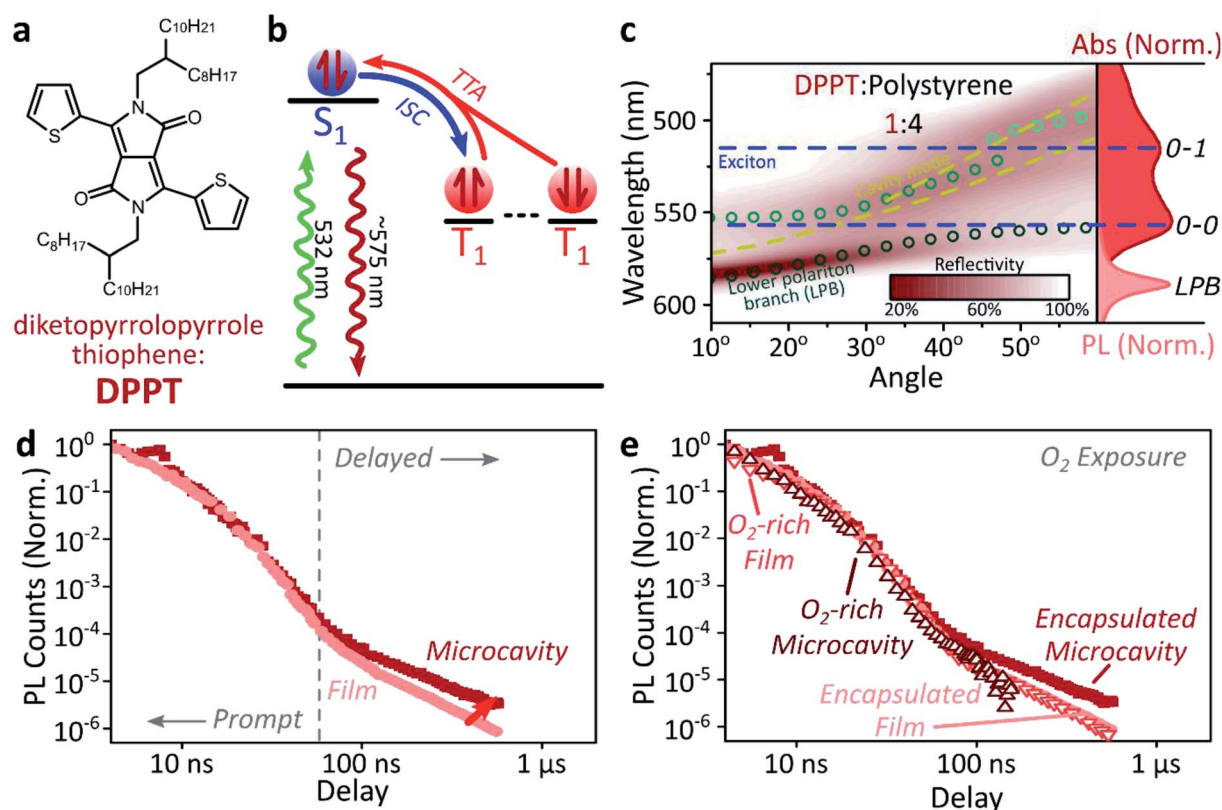 a
C₁₀H₂₁
C₈H₁₇
S
N
O
O
N
S
C₈H₁₇
C₁₀H₂₁
diketopyrrolopyrrole
thiophene:
DPPT
b
S₁
TTA
ISC
T₁
T₁
532 nm
~575 nm
c
Abs (Norm.)
DPPT:Polystyrene
1:4
Exciton
Cavity mode
Lower polariton
branch (LPB)
Reflectivity
20% 60% 100%
0-1
0-0
LPB
PL (Norm.)
Wavelength (nm)
500
550
600
10° 20° 30° 40° 50°
Angle
d
PL Counts (Norm.)
10⁰
10⁻¹
10⁻²
10⁻³
10⁻⁴
10⁻⁵
10⁻⁶
Delayed
Microcavity
Film
Prompt
10 ns 100 ns 1 µs
Delay
e
PL Counts (Norm.)
10⁰
10⁻¹
10⁻²
10⁻³
10⁻⁴
10⁻⁵
10⁻⁶
O₂ Exposure
O₂-rich
Film
O₂-rich
Microcavity
Encapsulated
Microcavity
Encapsulated
Film
10 ns 100 ns 1 µs
Delay